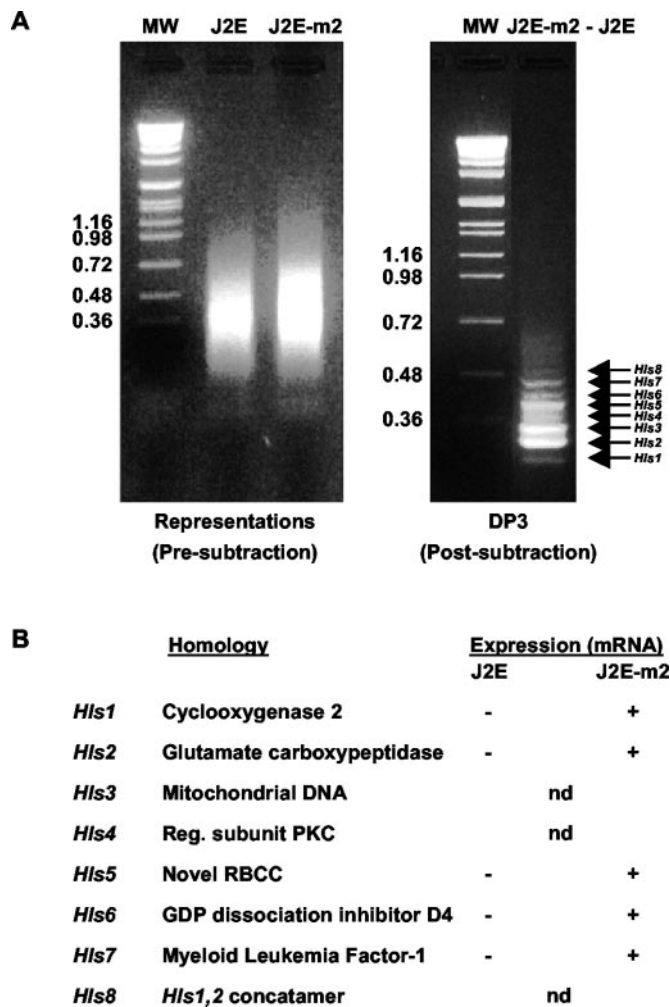 A
MW J2E J2E-m2
MW J2E-m2 - J2E
1.16
0.98
0.72
0.48
0.36
1.16
0.98
0.72
0.48
0.36
Hls8
Hls7
Hls6
Hls5
Hls4
Hls3
Hls2
Hls1
Representations
(Pre-subtraction)
DP3
(Post-subtraction)
B
Homology Expression (mRNA)
J2E J2E-m2
Hls1 Cyclooxygenase 2 - +
Hls2 Glutamate carboxypeptidase - +
Hls3 Mitochondrial DNA nd
Hls4 Reg. subunit PKC nd
Hls5 Novel RBCC - +
Hls6 GDP dissociation inhibitor D4 - +
Hls7 Myeloid Leukemia Factor-1 - +
Hls8 Hls1,2 concatamer nd